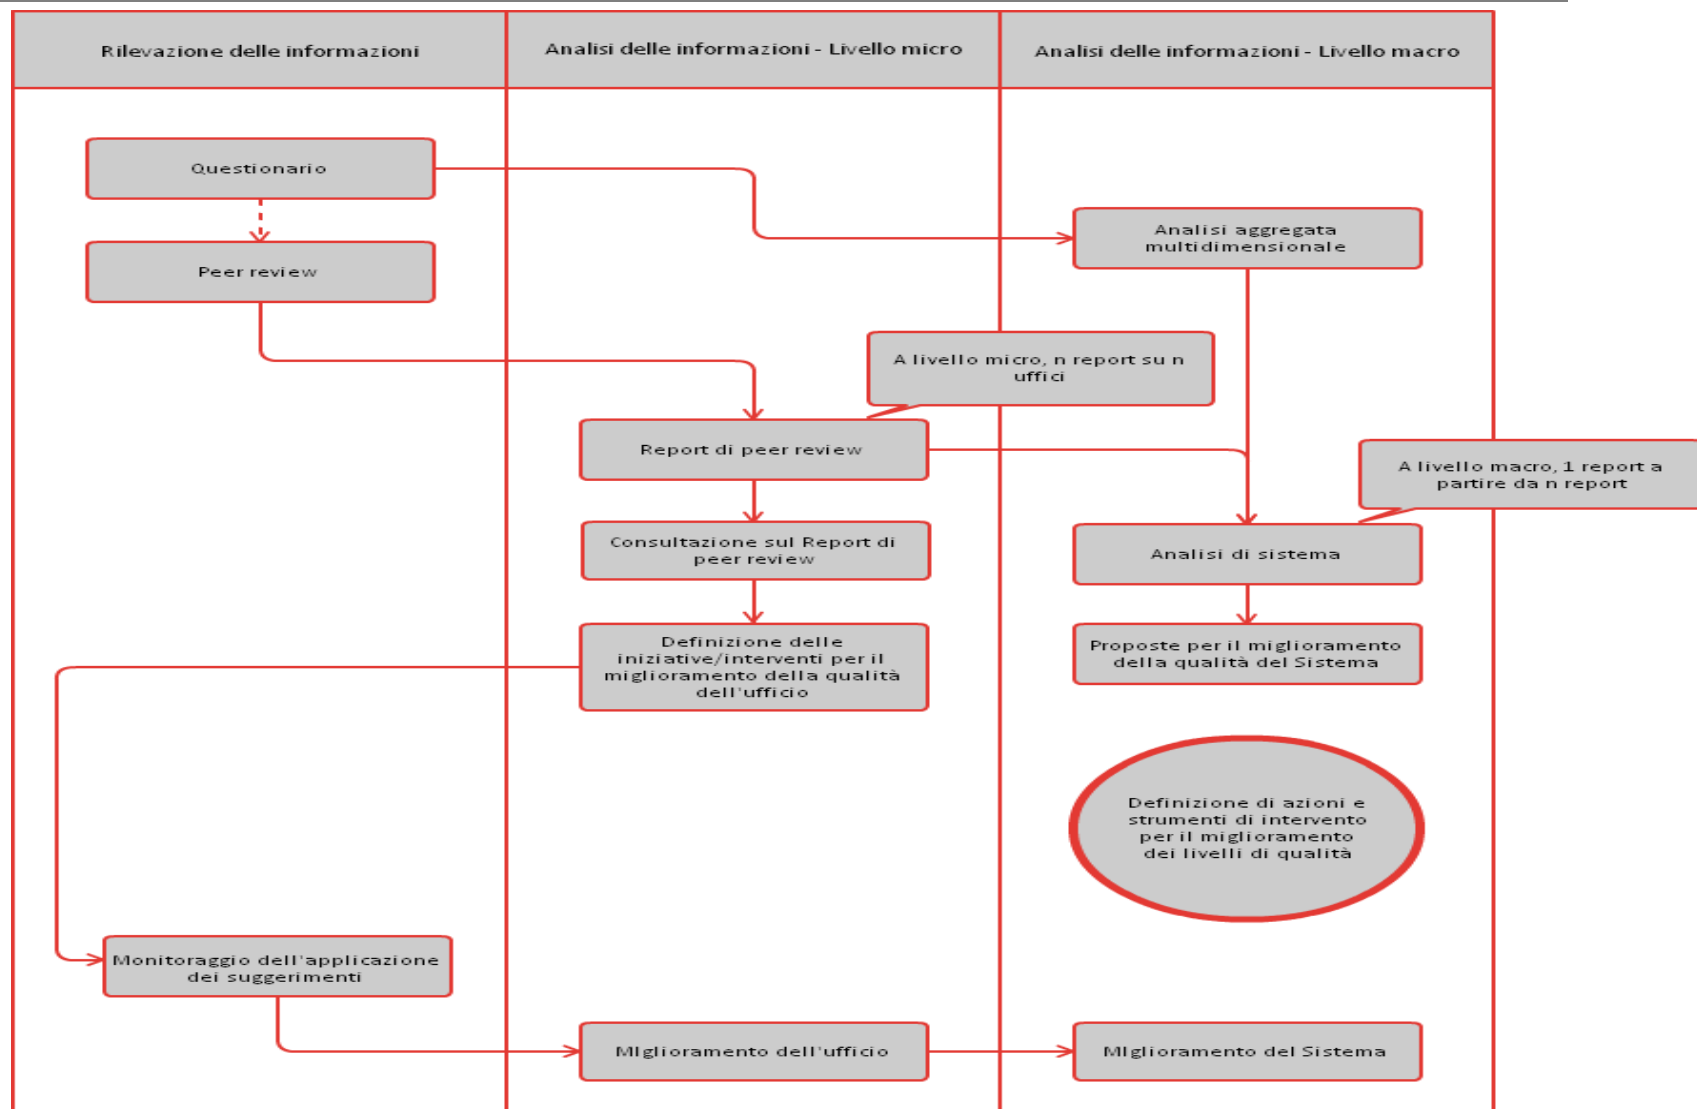 Rilevazione delle informazioni
Analisi delle informazioni - Livello micro
Analisi delle informazioni - Livello macro
Questionario
Analisi aggregata
multidimensionale
Peer review
A livello micro, n report su n
uffici
Report di peer review
A livello macro, 1 report a
partire da n report
Consultazione sul Report di
peer review
Analisi di sistema
Definizione delle
iniziative/interventi per il
miglioramento della qualità
dell'ufficio
Proposte per il miglioramento
della qualità del Sistema
Definizione di azioni e
strumenti di intervento
per il miglioramento
dei livelli di qualità
Monitoraggio dell'applicazione
dei suggerimenti
MIglioramento dell'ufficio
MIglioramento del Sistema